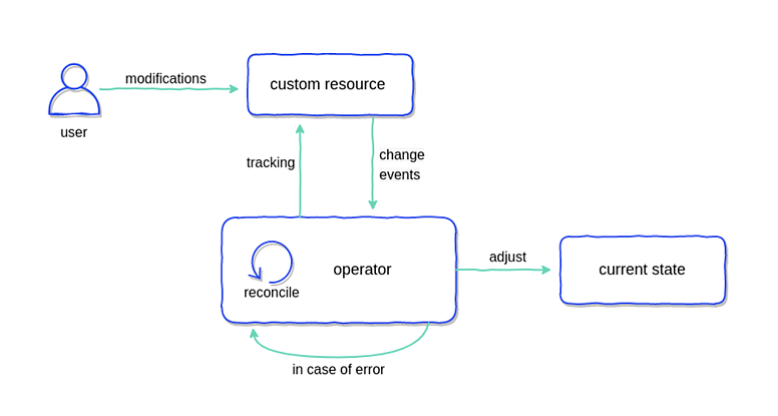 modifications
custom resource
user
tracking
change
events
reconcile
operator
adjust
current state
in case of error